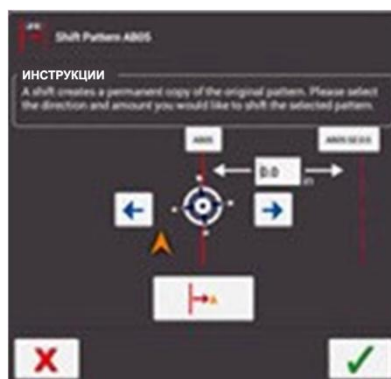 Shift Pattern AB05
ИНСТРУКЦИИ
A shift creates a permanent copy of the original pattern. Please select
the direction and amount you would like to shift the selected pattern.
AB05
0.0